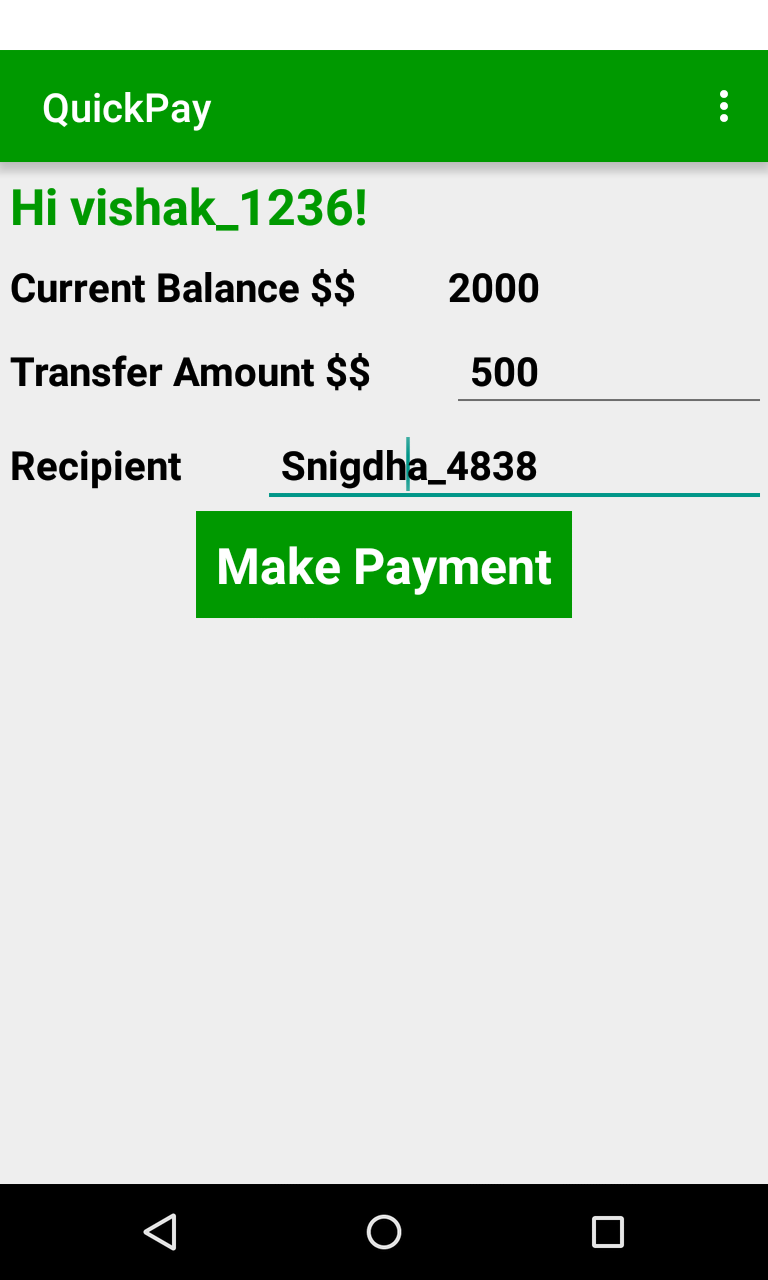 QuickPay
Hi vishak_1236!
Current Balance $$ 2000
Transfer Amount $$ 500
Recipient Snigdha_4838
Make Payment